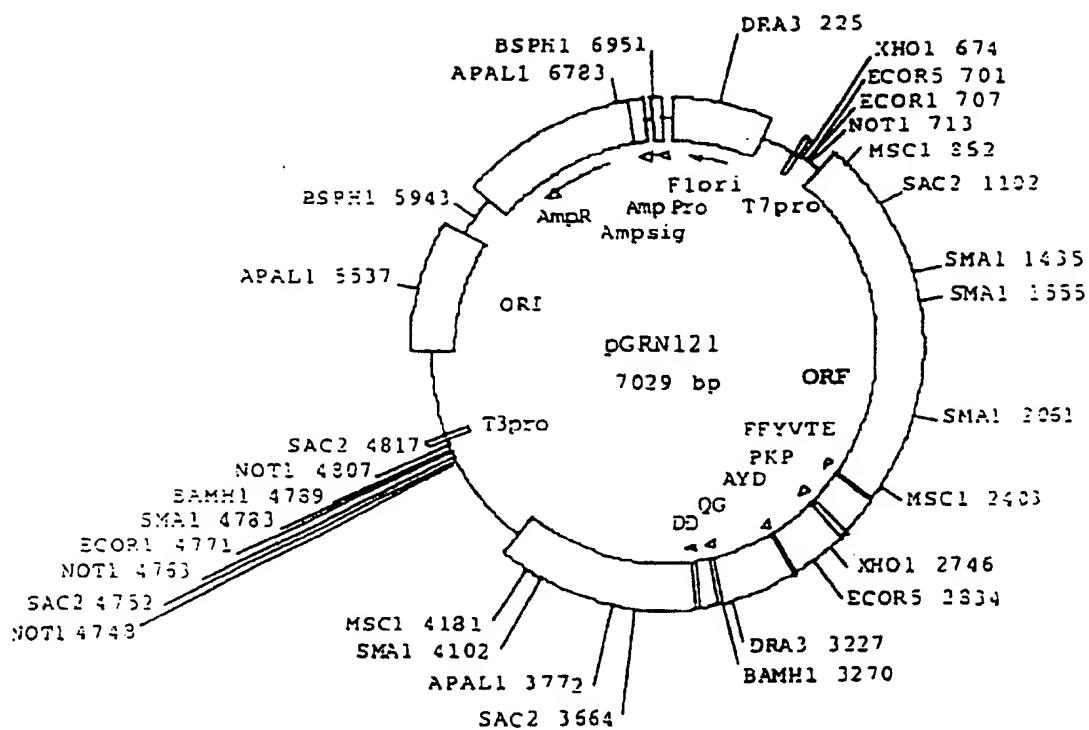 DRA3 225
BSPH1 6951
APAL1 6783
XHO1 674
ECOR5 701
ECOR1 707
NOT1 713
MSC1 852
SAC2 1102
BSPH1 5943
AmpR
Ampsig
Amp Pro
Flori
T7pro
SMA1 1435
SMA1 1555
APAL1 5537
ORI
pGRN121
7029 bp
ORF
SMA1 2061
FFYVTE
PKP
AYD
QG
DD
T3pro
SAC2 4817
NOT1 4807
BAMH1 4789
SMA1 4783
ECOR1 4771
NOT1 4763
SAC2 4752
NOT1 4743
MSC1 2403
XHO1 2746
ECOR5 2834
DRA3 3227
BAMH1 3270
MSC1 4181
SMA1 4102
APAL1 3772
SAC2 3664